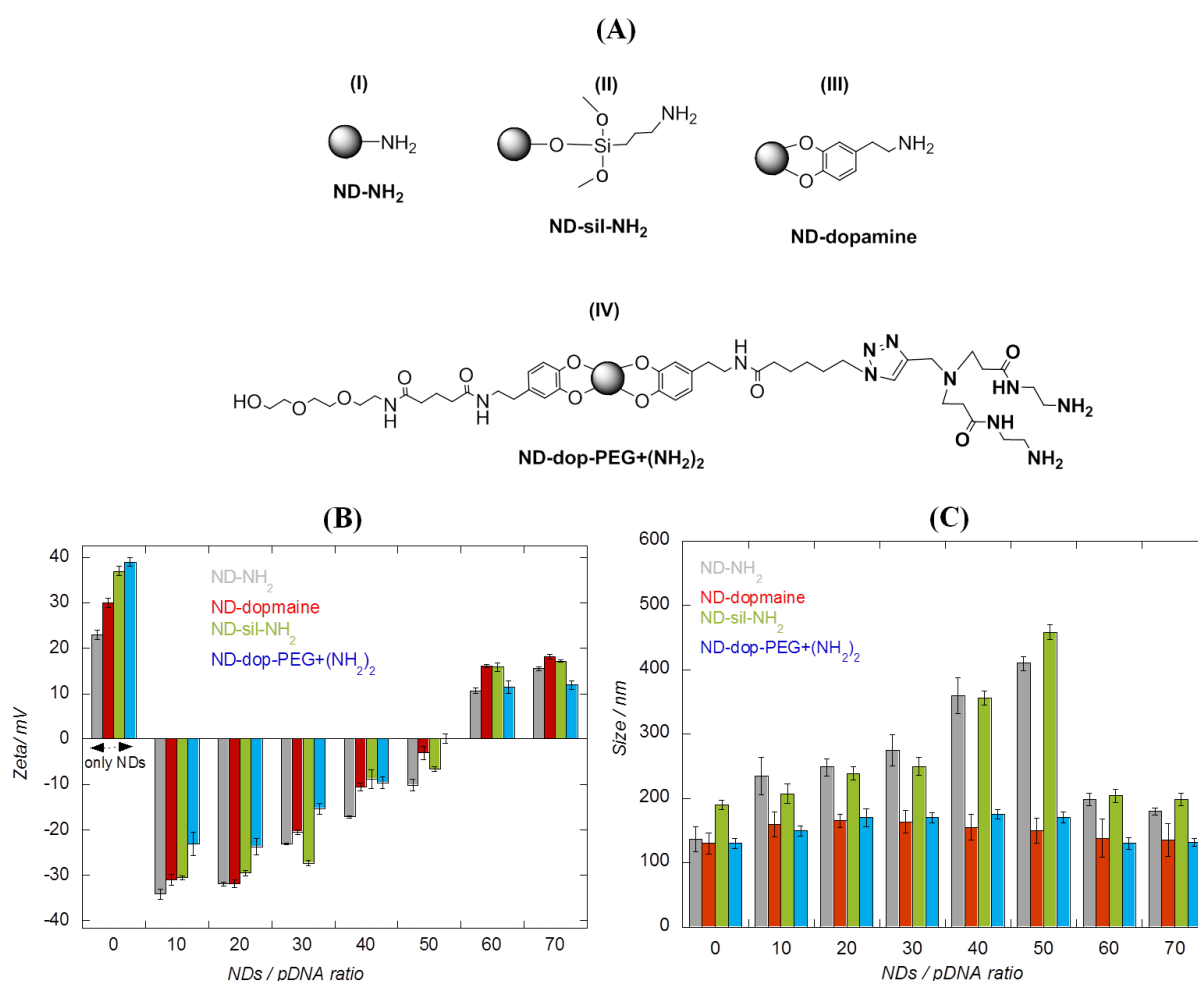 (A)
(I)
(II)
(III)
NH2
O
O
Si
O
NH2
O
O
NH2
ND-NH2
ND-sil-NH2
ND-dopamine
(IV)
HO
O
O
N
H
O
O
N
H
O
O
O
O
H
N
O
N
N
N
N
O
NH
NH2
O
NH
NH2
ND-dop-PEG+(NH2)2
(B)
Zeta/ mV
40
30
20
10
0
-10
-20
-30
-40
ND-NH2
ND-dopmaine
ND-sil-NH2
ND-dop-PEG+(NH2)2
only NDs
0 10 20 30 40 50 60 70
NDs / pDNA ratio
(C)
Size / nm
600
500
400
300
200
100
0
ND-NH2
ND-dopmaine
ND-sil-NH2
ND-dop-PEG+(NH2)2
0 10 20 30 40 50 60 70
NDs / pDNA ratio